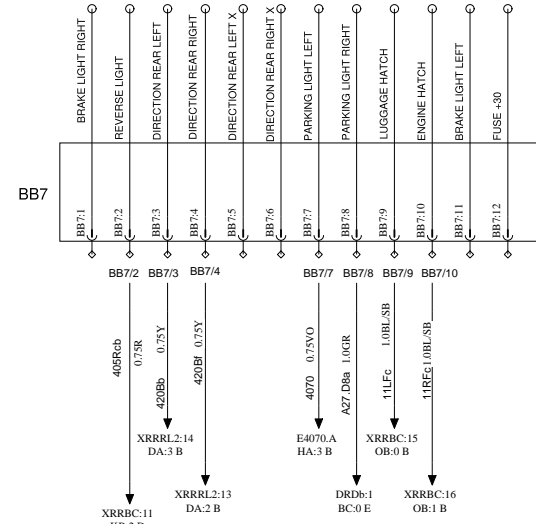 BRAKE LIGHT RIGHT
REVERSE LIGHT
DIRECTION REAR LEFT
DIRECTION REAR RIGHT
DIRECTION REAR LEFT X
DIRECTION REAR RIGHT X
PARKING LIGHT LEFT
PARKING LIGHT RIGHT
LUGGAGE HATCH
ENGINE HATCH
BRAKE LIGHT LEFT
FUSE +30
BB7
BB7:1
BB7:2
BB7:3
BB7:4
BB7:5
BB7:6
BB7:7
BB7:8
BB7:9
BB7:10
BB7:11
BB7:12
BB7/2
BB7/3
BB7/4
BB7/7
BB7/8
BB7/9
BB7/10
405Rcb
0.75R
420Bb 0.75Y
420Bf 0.75Y
4070 0.75VO
A27.D8a 1.0GR
11LFc 1.0BL/SB
11RFc 1.0BL/SB
XRRRL2:14
DA:3 B
E4070.A
HA:3 B
XRRBC:15
OB:0 B
XRRRL2:13
DA:2 B
DRDb:1
BC:0 E
XRRBC:16
OB:1 B
XRRBC:11